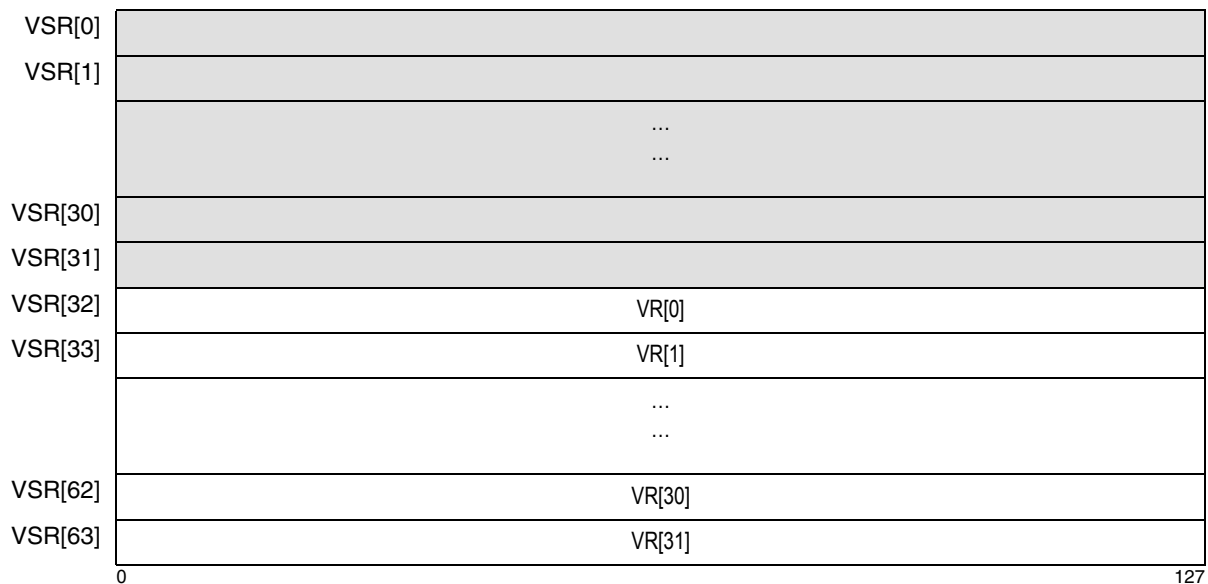 VSR[0]
VSR[1]
...
...
VSR[30]
VSR[31]
VSR[32] VR[0]
VSR[33] VR[1]
...
...
VSR[62] VR[30]
VSR[63] VR[31]
0 127